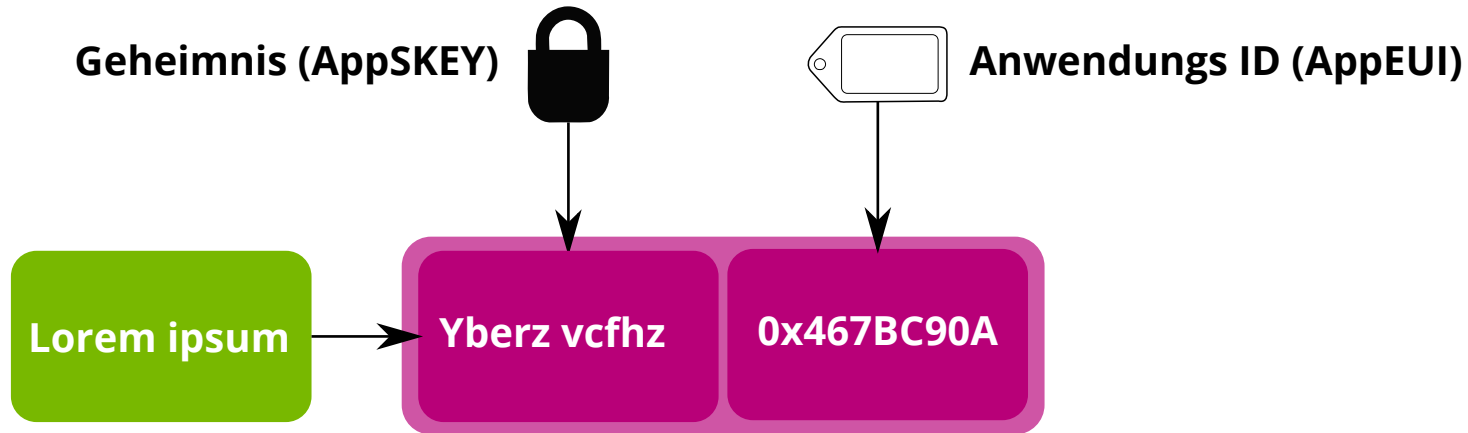 Geheimnis (AppSKEY)
Anwendungs ID (AppEUI)
Lorem ipsum
Yberz vcfhz
0x467BC90A